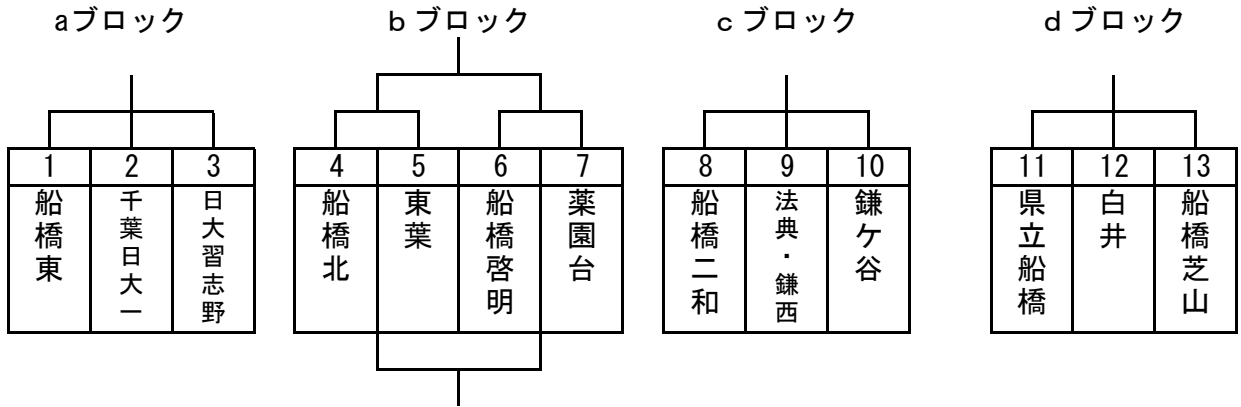 aブロック
bブロック
cブロック
dブロック
1 2 3
船橋東
千葉日大一
日大習志野
4 5 6 7
船橋北
東葉
船橋啓明
薬園台
8 9 10
船橋二和
法典・鎌西
鎌ケ谷
11 12 13
県立船橋
白井
船橋芝山